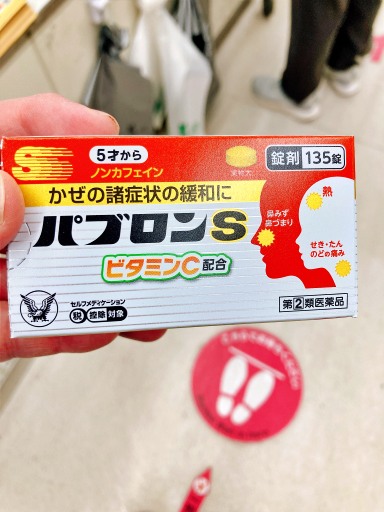 S
5才から
ノンカフェイン
実物大
錠剤 135錠
かぜの諸症状の緩和に
熱
鼻みず
鼻づまり
パブロンS
せき・たん
のどの痛み
ビタミンC配合
セルフメディケーション
税 控除 対象
第②類医薬品